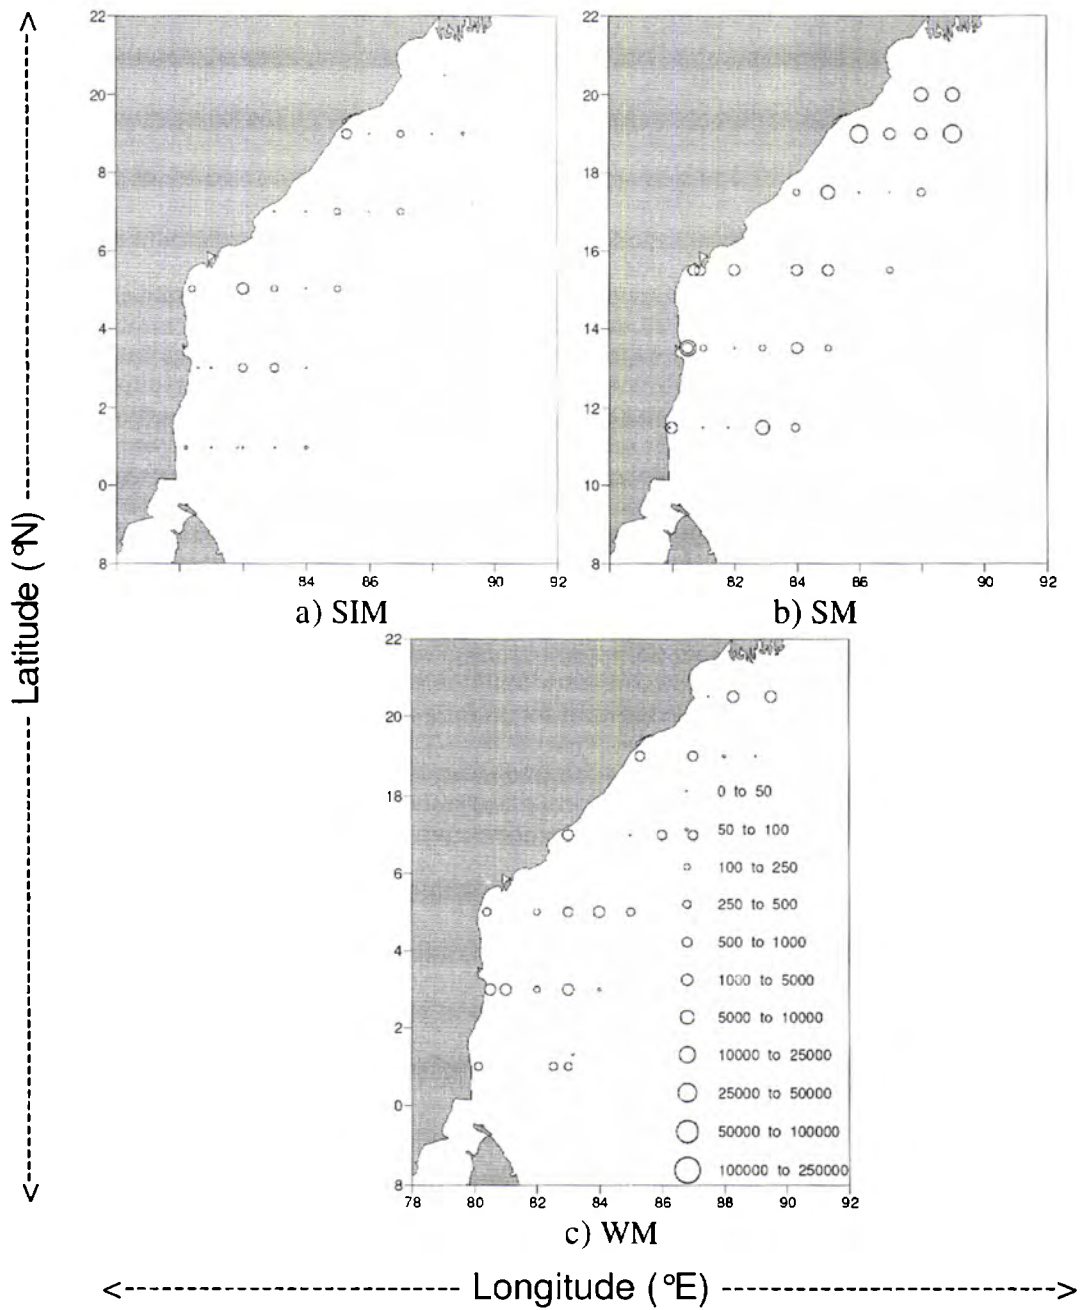 Latitude (°N)
22
20
18
6
4
2
0
8
84 86 90 92
a) SIM
22
20
18
16
14
12
10
8
82 84 86 90 92
b) SM
22
20
18
6
4
2
0
8
78 80 82 84 86 88 90 92
0 to 50
50 to 100
100 to 250
250 to 500
500 to 1000
1000 to 5000
5000 to 10000
10000 to 25000
25000 to 50000
50000 to 100000
100000 to 250000
c) WM
Longitude (°E)